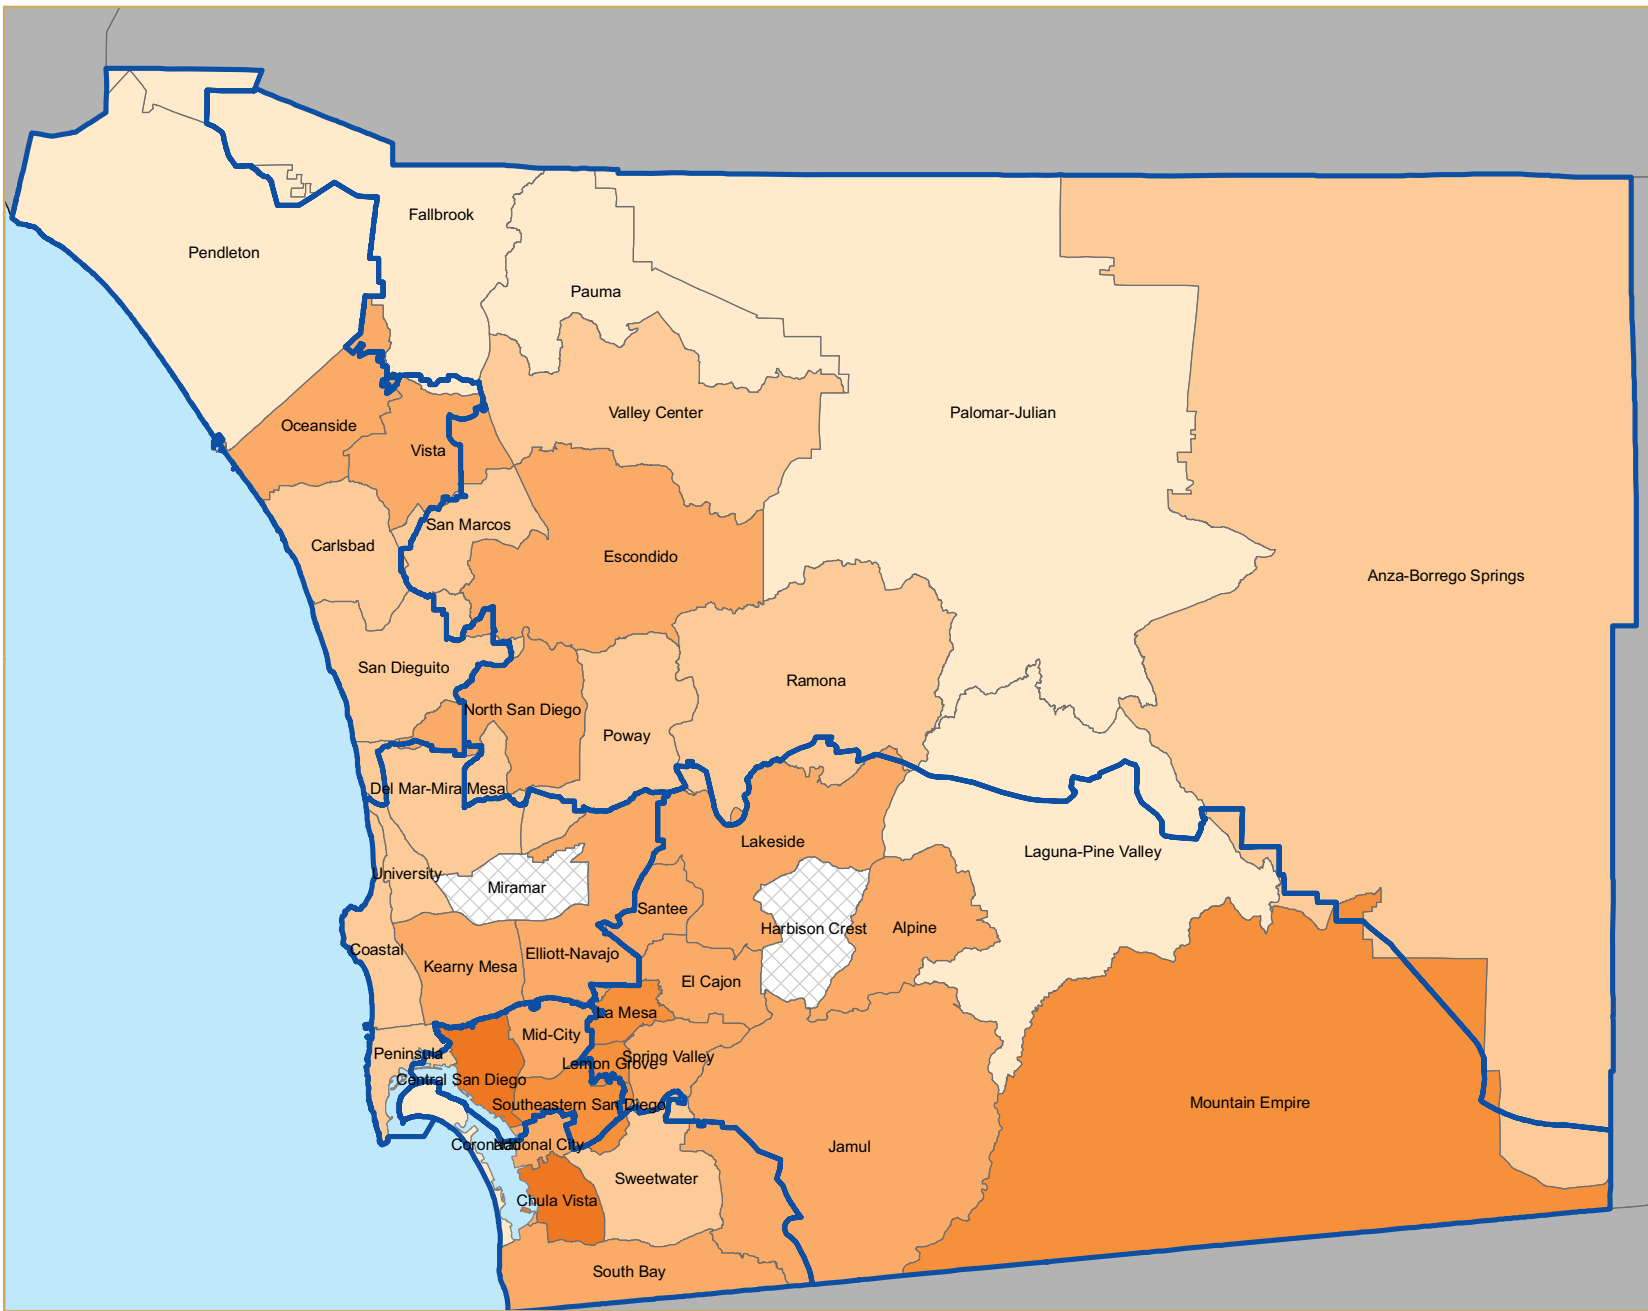 Fallbrook
Pendleton
Pauma
Palomar-Julian
Valley Center
Oceanside
Vista
San Marcos
Carlsbad
Escondido
Anza-Borrego Springs
San Dieguito
Ramona
North San Diego
Poway
Del Mar-Mira Mesa
Lakeside
Laguna-Pine Valley
University
Miramar
Santee
Harbison Crest
Alpine
Coastal
Elliott-Navajo
Kearny Mesa
El Cajon
La Mesa
Mid-City
Peninsula
Lemon Grove
Spring Valley
Central San Diego
Southeastern San Diego
Mountain Empire
Coronado
National City
Jamul
Sweetwater
Chula Vista
South Bay